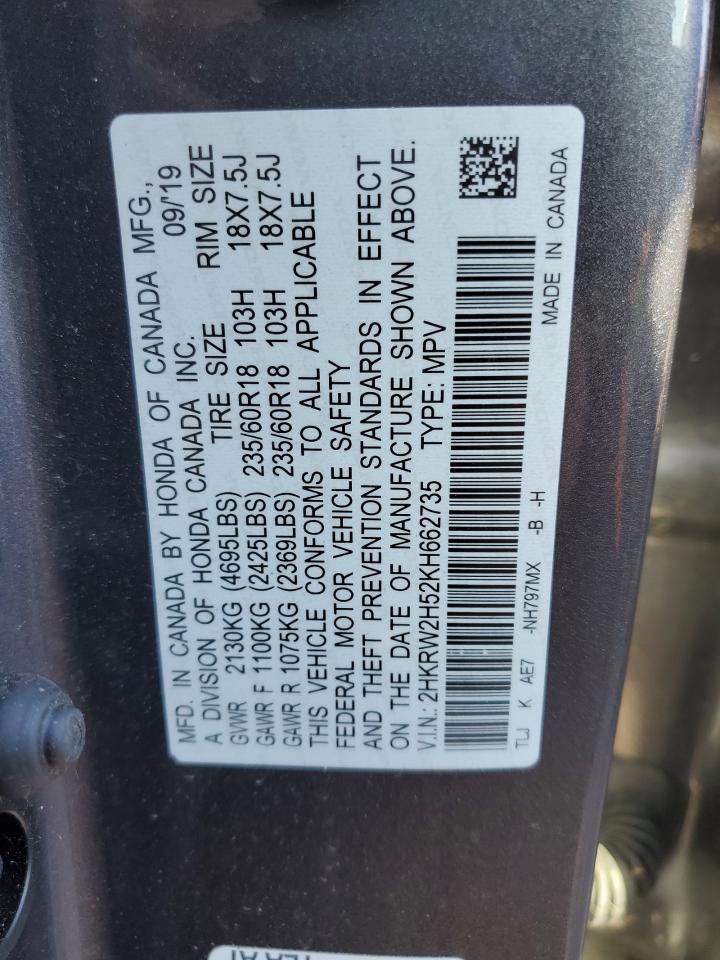 MFD. IN CANADA BY HONDA OF CANADA MFG.,
A DIVISION OF HONDA CANADA INC. 09/'19
GVWR 2130KG (4695LBS) TIRE SIZE RIM SIZE
GAWR F 1100KG (2425LBS) 235/60R18 103H 18X7.5J
GAWR R 1075KG (2369LBS) 235/60R18 103H 18X7.5J
THIS VEHICLE CONFORMS TO ALL APPLICABLE
FEDERAL MOTOR VEHICLE SAFETY
AND THEFT PREVENTION STANDARDS IN EFFECT
ON THE DATE OF MANUFACTURE SHOWN ABOVE.
V.I.N.: 2HKRW2H52KH662735 TYPE: MPV
TLJ K AE7 -NH797MX -B -H
MADE IN CANADA